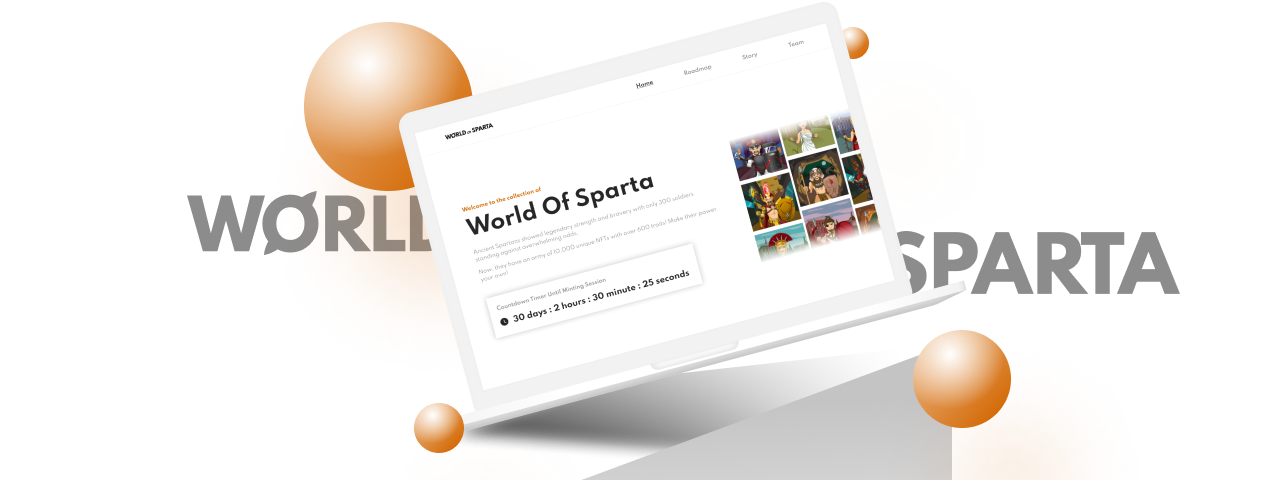 Home
Roadmap
Story
Team
WORLD OF SPARTA
WØRLD
SPARTA
Welcome to the collection of
World Of Sparta
Ancient Spartans showed legendary strength and bravery with only 300 soldiers
standing against overwhelming odds.
Now, they have an entry of 10,000 unique NFTs with over 600 traits! Make their power
your own!
Countdown Timer Until Minting Session
30 days : 2 hours : 30 minute : 25 seconds